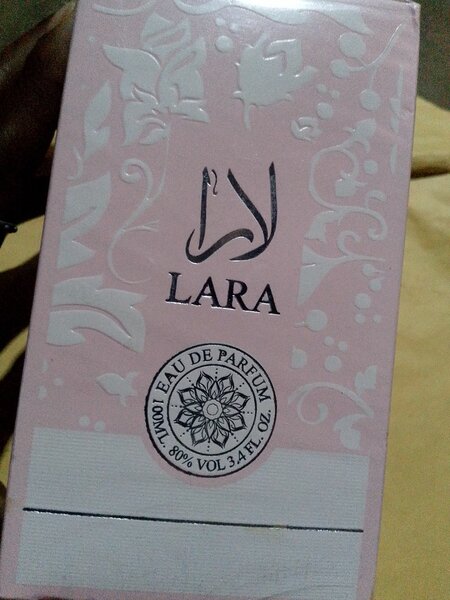 لارا
LARA
EAU DE PARFUM
100ML. 80% VOL 3.4 FL. OZ.